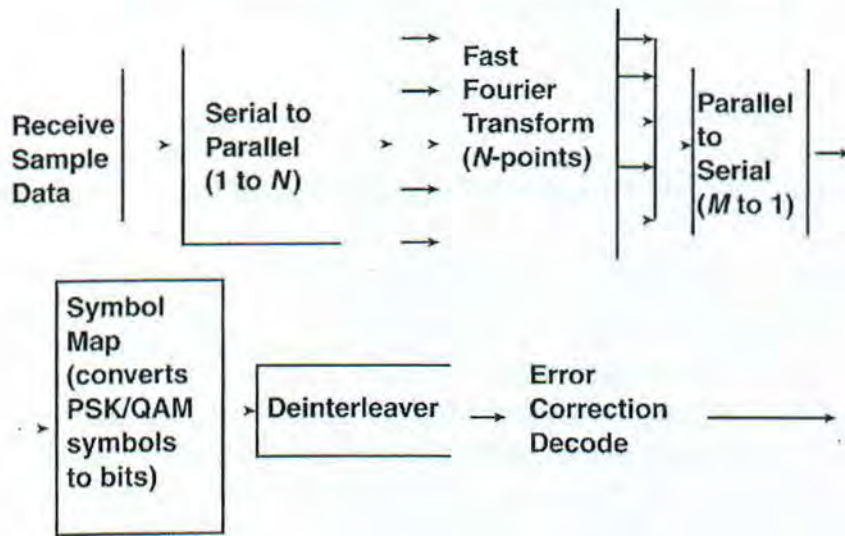 Receive
Sample
Data
Serial to
Parallel
(1 to N)
Fast
Fourier
Transform
(N-points)
Parallel
to
Serial
(M to 1)
Symbol
Map
(converts
PSK/QAM
symbols
to bits)
Deinterleaver
Error
Correction
Decode